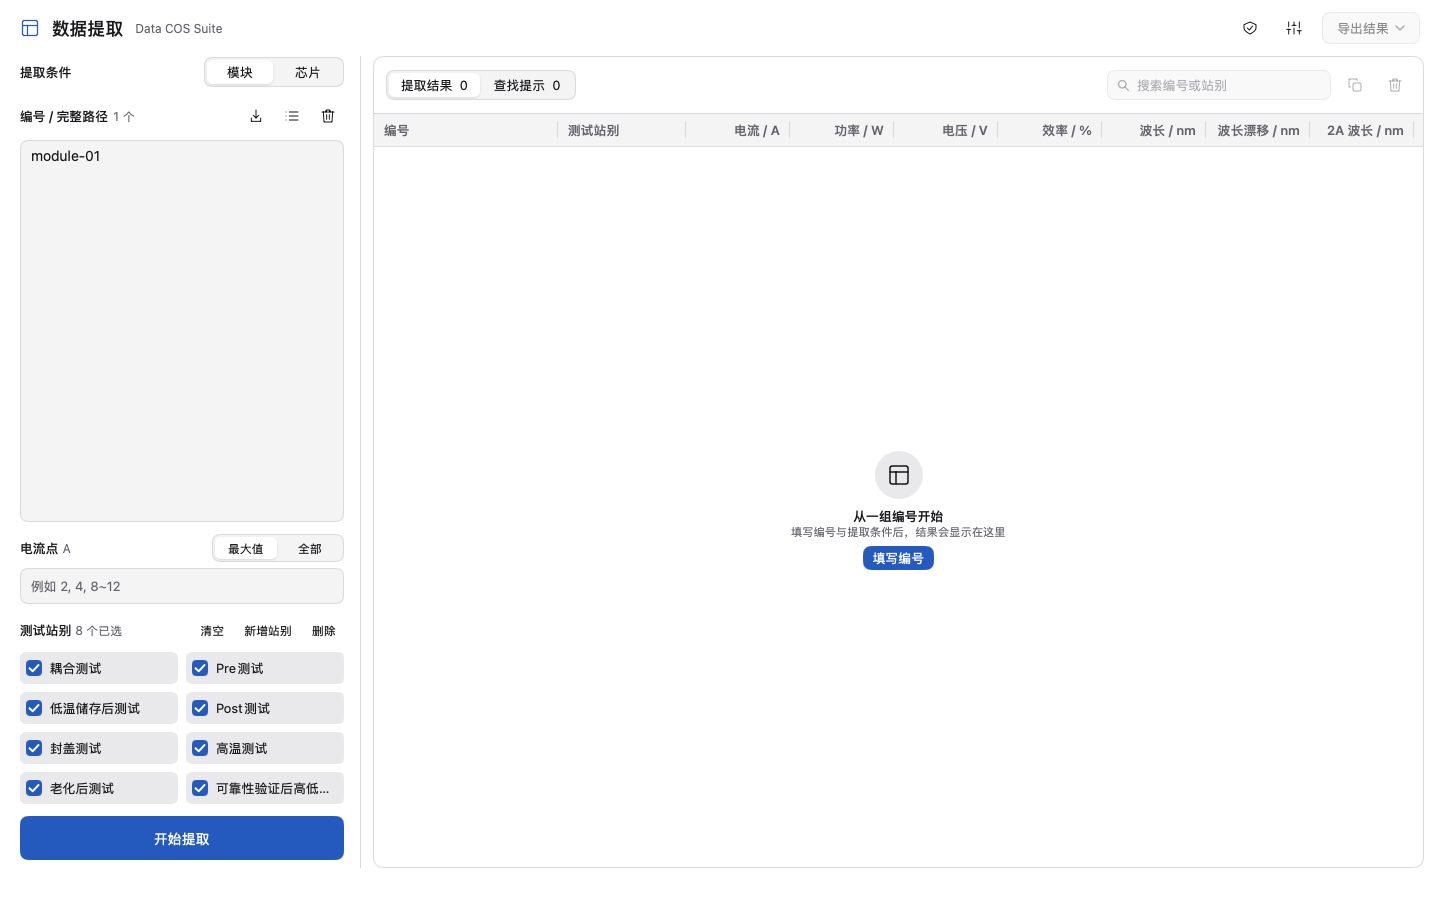 数据提取 Data COS Suite
导出结果
提取条件
模块 芯片
编号 / 完整路径 1 个
module-01
电流点 A
最大值 全部
例如 2, 4, 8~12
测试站别 8 个已选
清空 新增站别 删除
耦合测试 Pre 测试
低温储存后测试 Post 测试
封盖测试 高温测试
老化后测试 可靠性验证后高低...
开始提取
提取结果 0 查找提示 0
搜索编号或站别
编号 测试站别 电流 / A 功率 / W 电压 / V 效率 / % 波长 / nm 波长漂移 / nm 2A 波长 / nm
从一组编号开始
填写编号与提取条件后，结果会显示在这里
填写编号